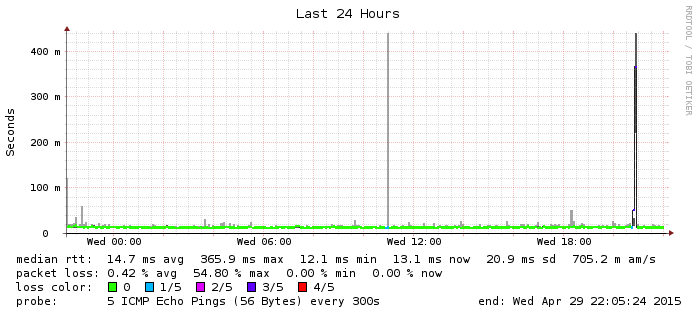 Last 24 Hours
RRDTOOL / TOBI OETIKER
Seconds
400 m
300 m
200 m
100 m
0
Wed 00:00 Wed 06:00 Wed 12:00 Wed 18:00
median rtt: 14.7 ms avg 365.9 ms max 12.1 ms min 13.1 ms now 20.9 ms sd 705.2 m am/s
packet loss: 0.42 % avg 54.80 % max 0.00 % min 0.00 % now
loss color: 0 1/5 2/5 3/5 4/5
probe: 5 ICMP Echo Pings (56 Bytes) every 300s end: Wed Apr 29 22:05:24 2015